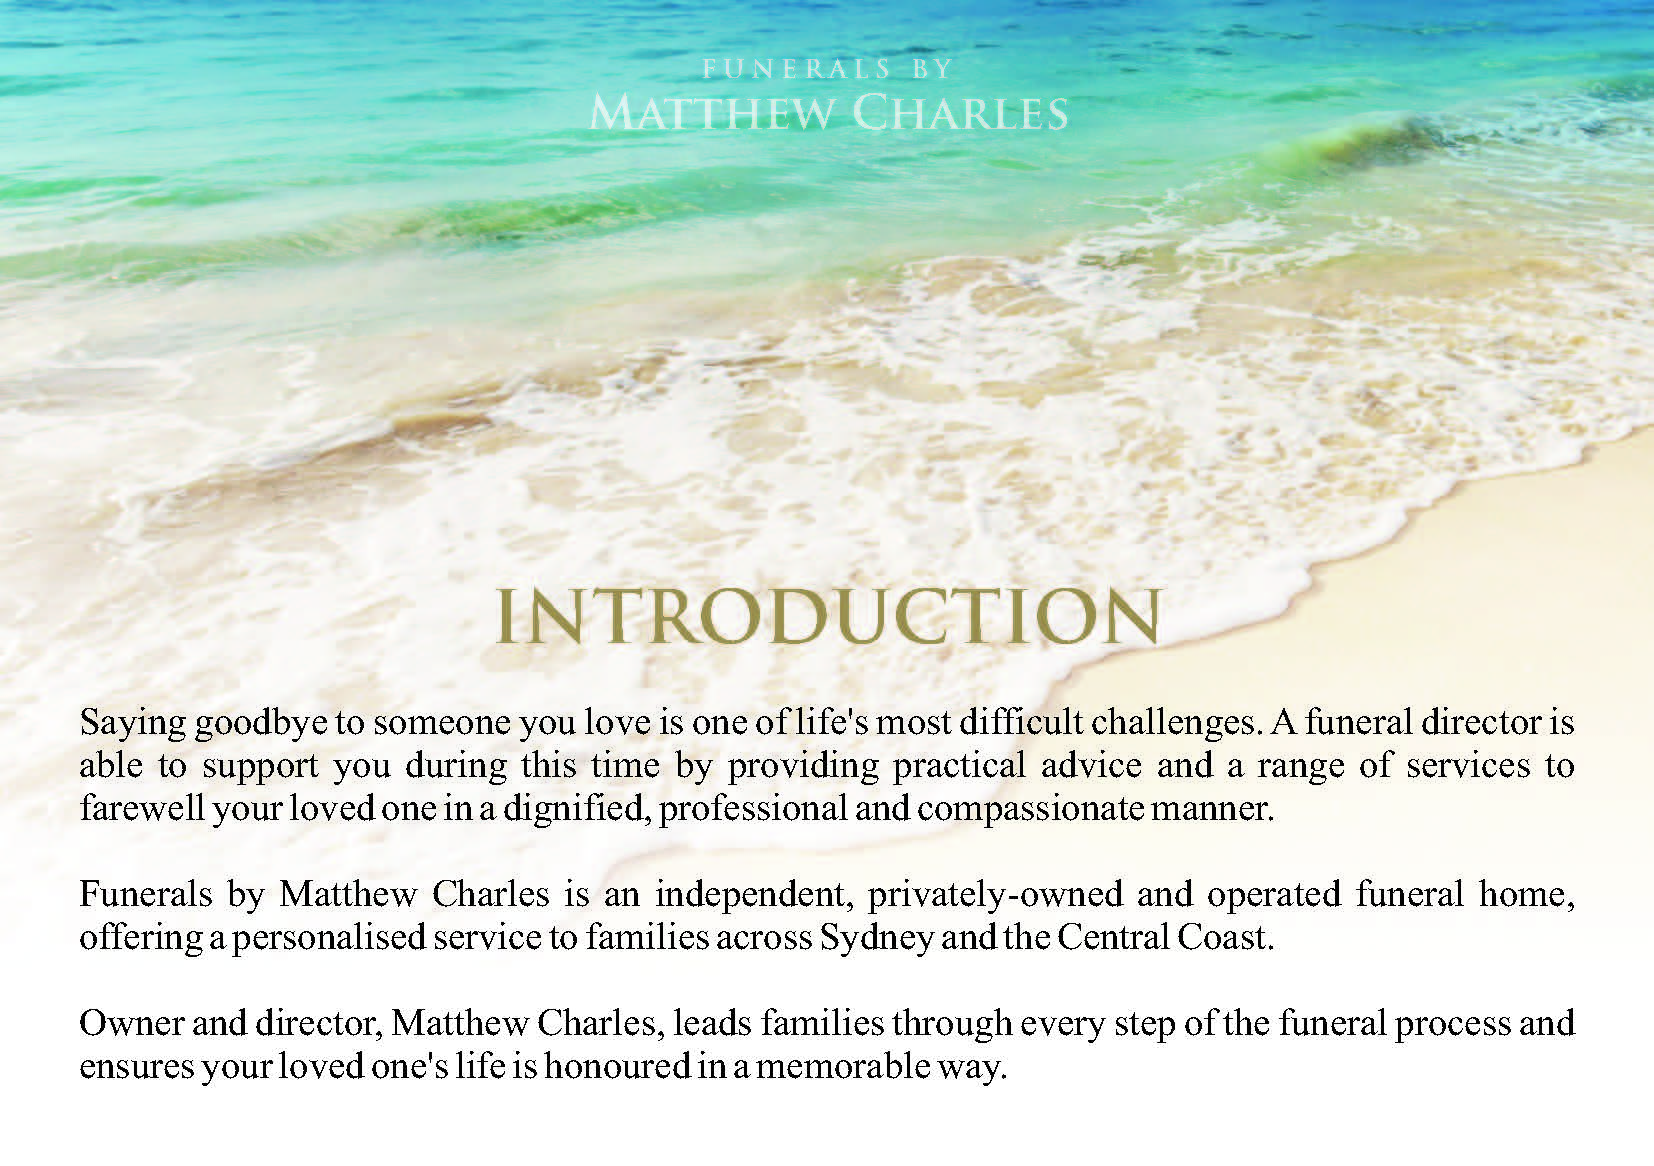 FUNERALS BY
MATTHEW CHARLES
INTRODUCTION
Saying goodbye to someone you love is one of life's most difficult challenges. A funeral director is
able to support you during this time by providing practical advice and a range of services to
farewell your loved one in a dignified, professional and compassionate manner.
Funerals by Matthew Charles is an independent, privately-owned and operated funeral home,
offering a personalised service to families across Sydney and the Central Coast.
Owner and director, Matthew Charles, leads families through every step of the funeral process and
ensures your loved one's life is honoured in a memorable way.